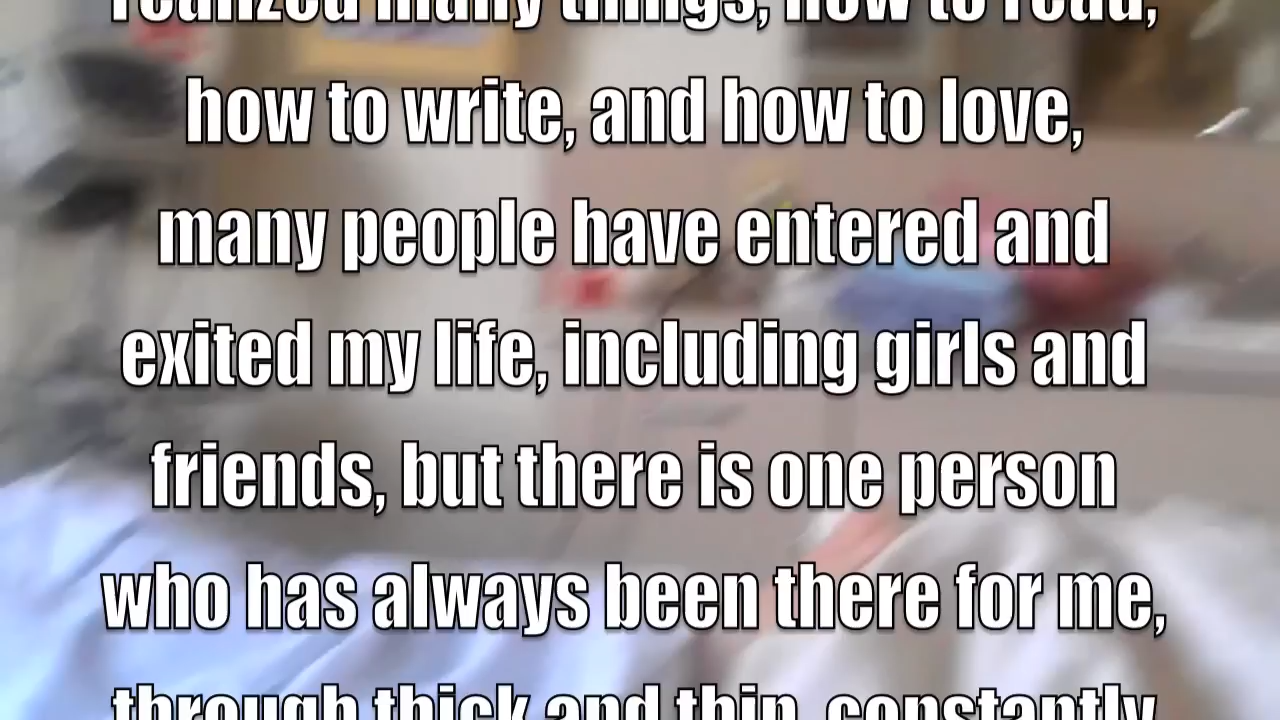 realized many things, how to read,
how to write, and how to love,
many people have entered and
exited my life, including girls and
friends, but there is one person
who has always been there for me,
through thick and thin, constantly